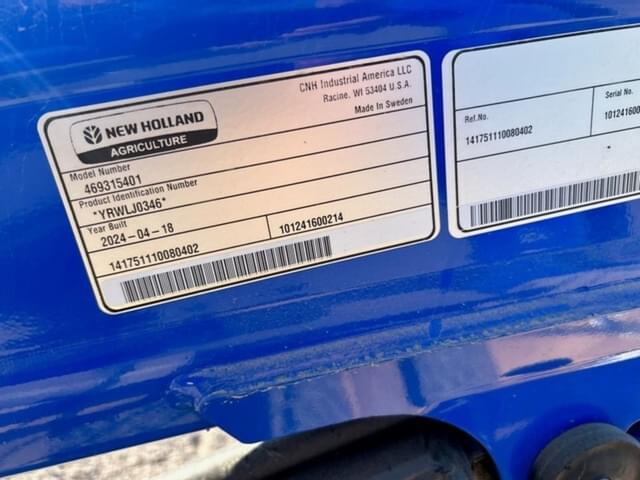 CNH Industrial America LLC
Racine, WI 53404 U.S.A.
Made In Sweden
NEW HOLLAND
AGRICULTURE
Model Number
469315401
Product Identification Number
*YRWLJ0346*
Year Built
2024-04-18
101241600214
141751110080402
Ref.No.
141751110080402
Serial No.
101241600